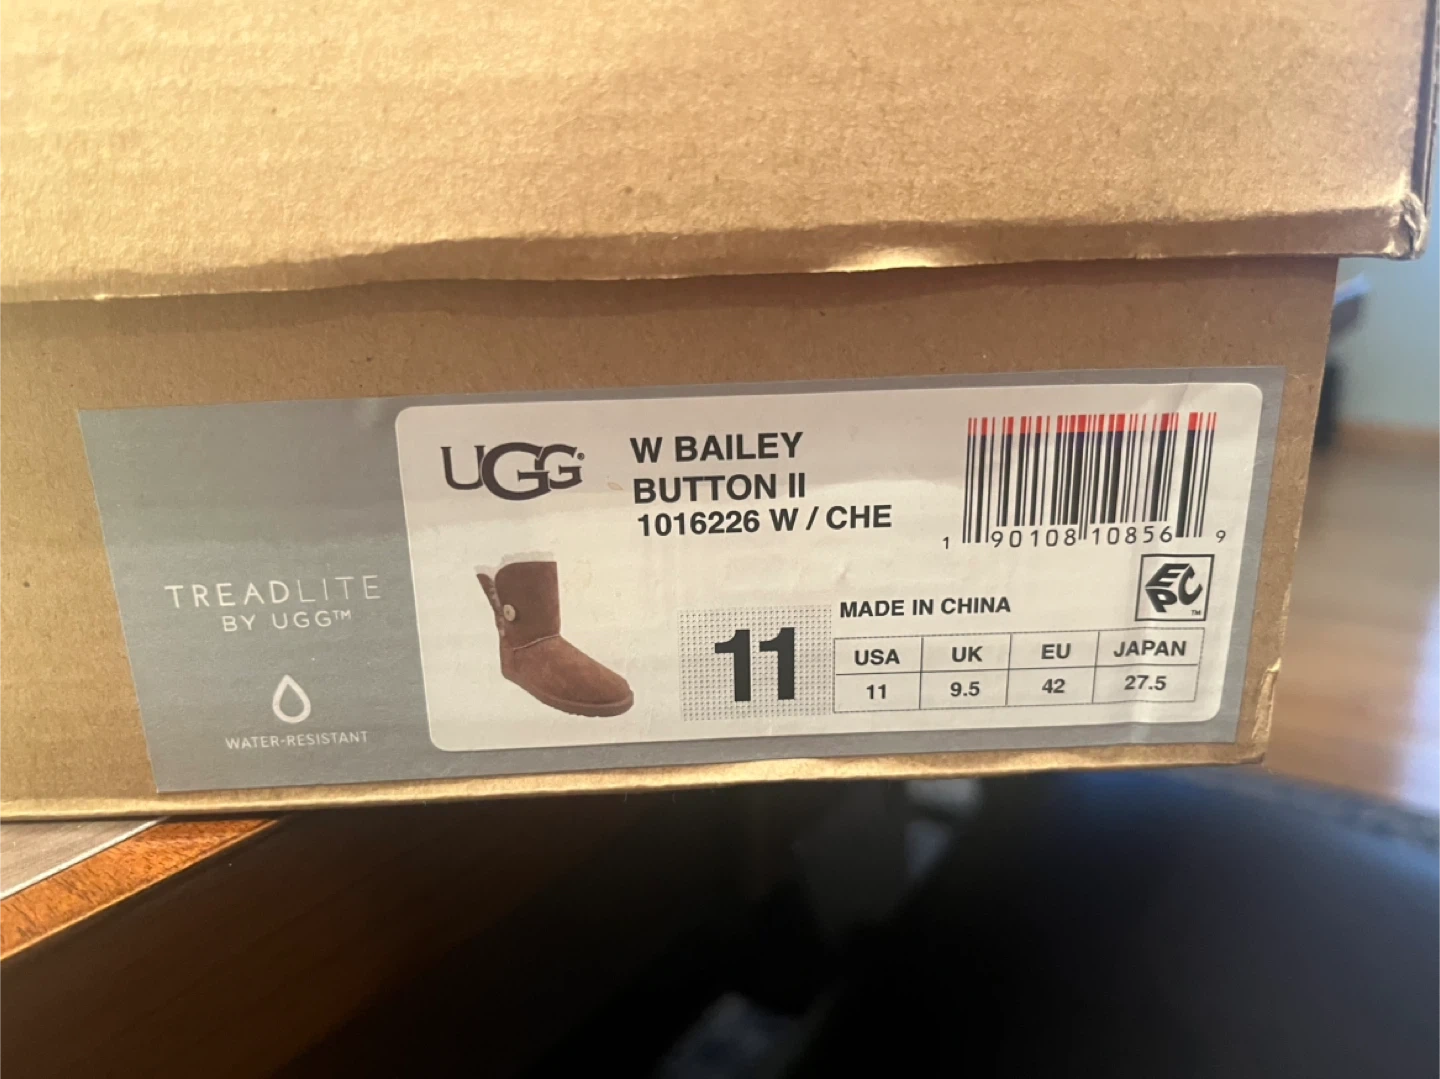 TREADLITE
BY UGG™
WATER-RESISTANT
UGG®
W BAILEY
BUTTON II
1016226 W / CHE
1 90108 10856 9
EPC™
11
MADE IN CHINA
USA UK EU JAPAN
11 9.5 42 27.5